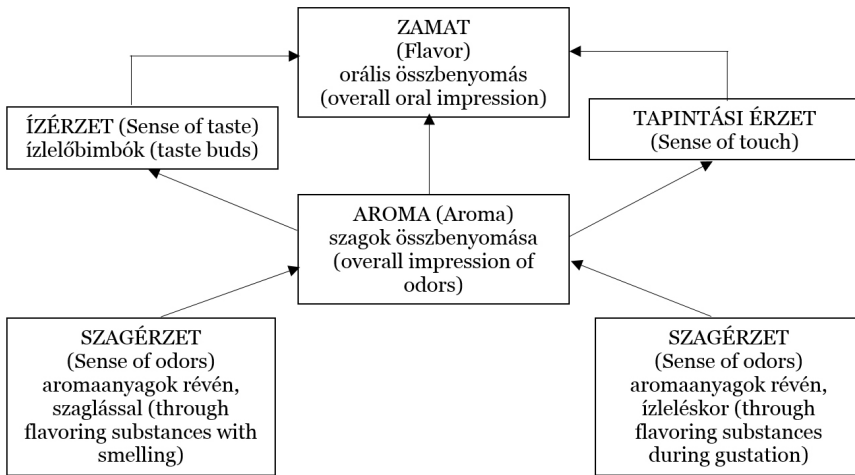 ZAMAT
(Flavor)
orális összbenyomás
(overall oral impression)
ÍZÉRZET (Sense of taste)
ízlelőbimbók (taste buds)
TAPINTÁSI ÉRZET
(Sense of touch)
AROMA (Aroma)
szagok összbenyomása
(overall impression of
odors)
SZAGÉRZET
(Sense of odors)
aromaanyagok révén,
szaglással (through
flavoring substances with
smelling)
SZAGÉRZET
(Sense of odors)
aromaanyagok révén,
ízleléskor (through
flavoring substances
during gustation)